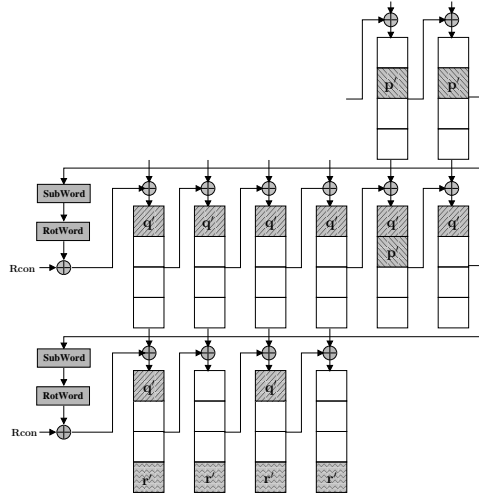 p′ p′
SubWord
q′ q′ q′ q′ q′ q′
RotWord
p′
Rcon
SubWord
q′ q′
RotWord
Rcon
r′ r′ r′ r′